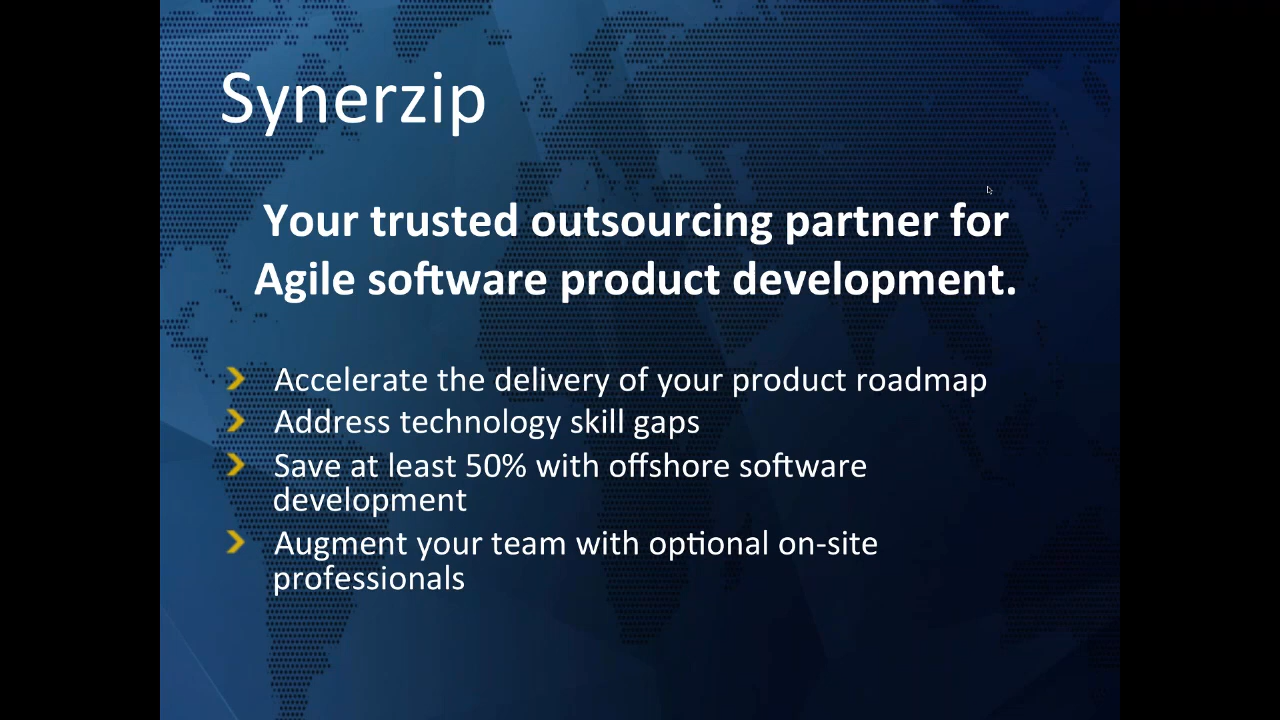 Synerzip
Your trusted outsourcing partner for
Agile software product development.
Accelerate the delivery of your product roadmap
Address technology skill gaps
Save at least 50% with offshore software
development
Augment your team with optional on-site
professionals